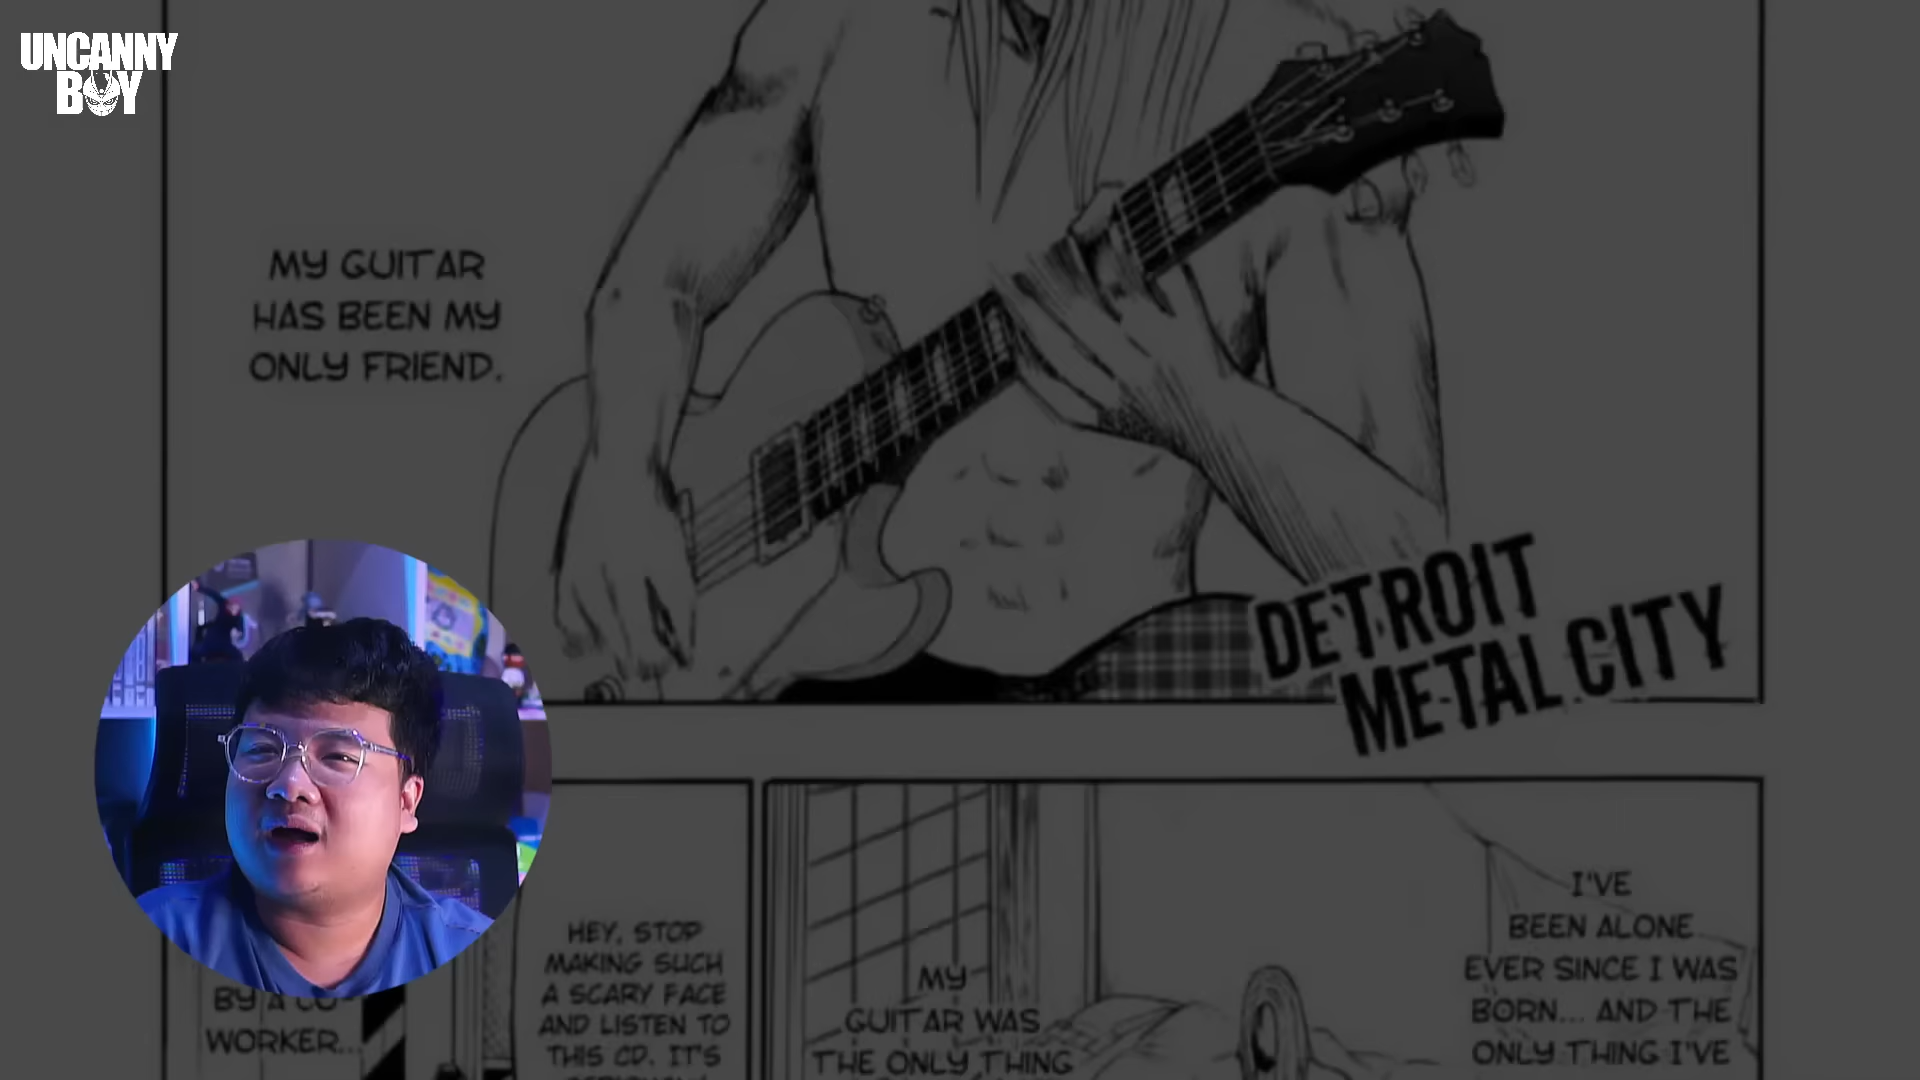 UNCANNY
BOY
MY GUITAR
HAS BEEN MY
ONLY FRIEND.
DETROIT
METAL CITY
BY A CO-
WORKER...
HEY, STOP
MAKING SUCH
A SCARY FACE
AND LISTEN TO
THIS CD. IT'S
MY
GUITAR WAS
THE ONLY THING
I'VE
BEEN ALONE
EVER SINCE I WAS
BORN... AND THE
ONLY THING I'VE